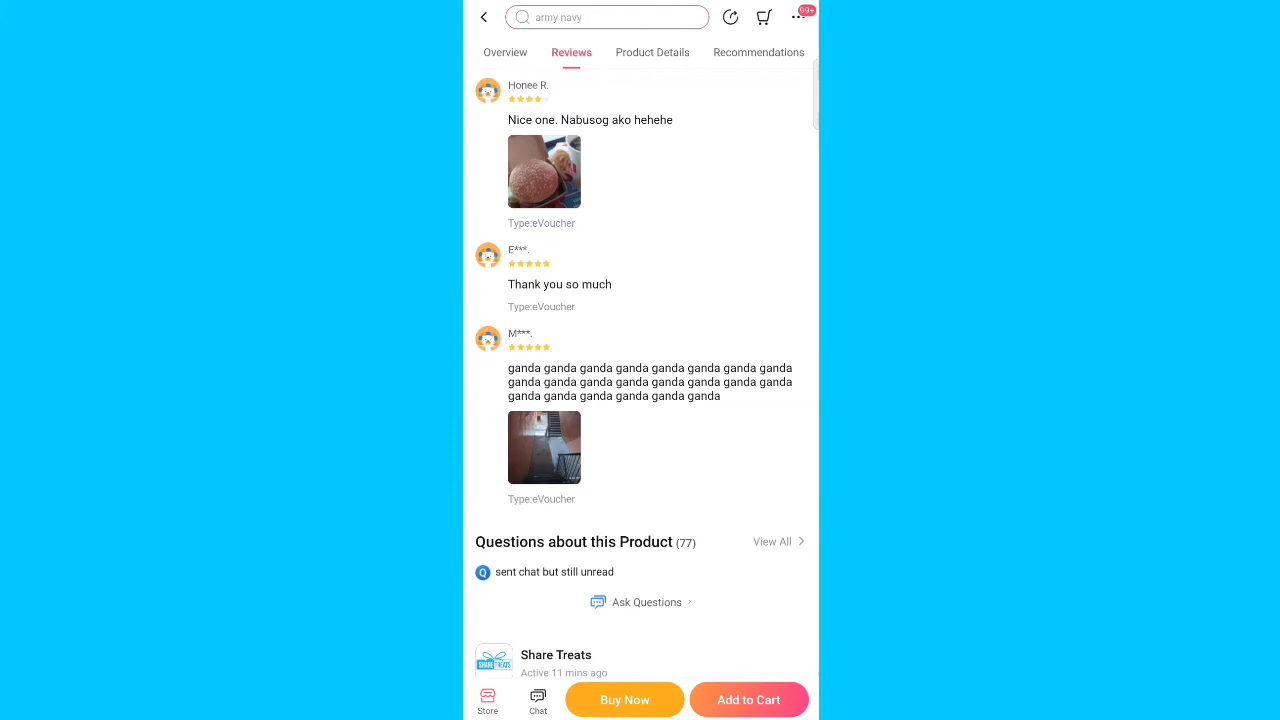 army navy
99+
Overview
Reviews
Product Details
Recommendations
Honee R.
Nice one. Nabusog ako hehehe
Type:eVoucher
E***.
Thank you so much
Type:eVoucher
M***.
ganda ganda ganda ganda ganda ganda ganda ganda
ganda ganda ganda ganda ganda ganda ganda ganda
ganda ganda ganda ganda ganda ganda
Type:eVoucher
Questions about this Product (77)
View All
Q sent chat but still unread
Ask Questions
Share Treats
SHARE TREATS
Active 11 mins ago
Store
Chat
Buy Now
Add to Cart